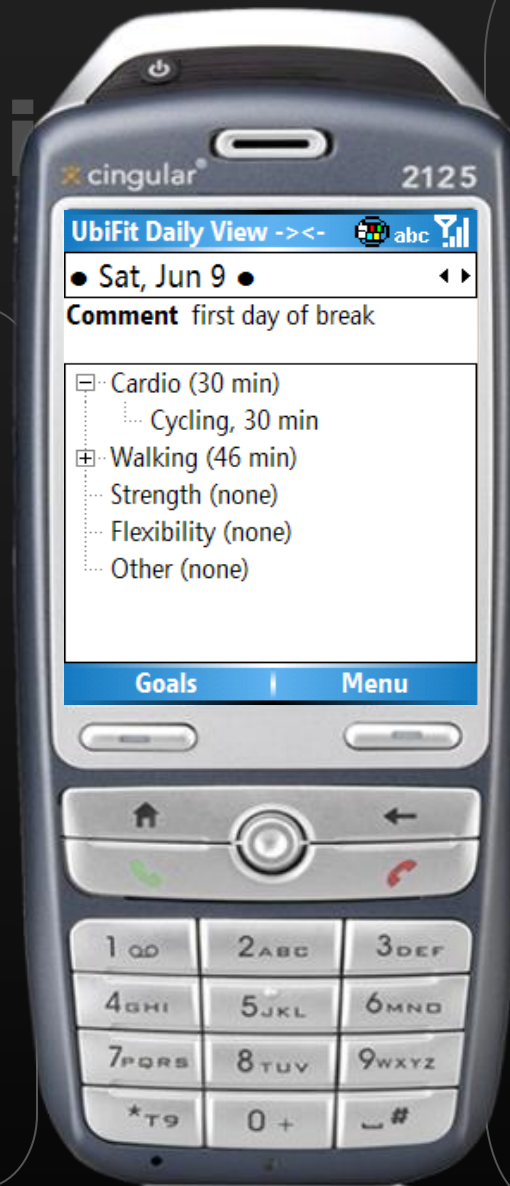 i
cingular®
2125
UbiFit Daily View -><- abc
● Sat, Jun 9 ●
Comment first day of break
Cardio (30 min)
Cycling, 30 min
Walking (46 min)
Strength (none)
Flexibility (none)
Other (none)
Goals Menu
1 2ABC 3DEF
4GHI 5JKL 6MNO
7PQRS 8TUV 9WXYZ
*T9 0 + #